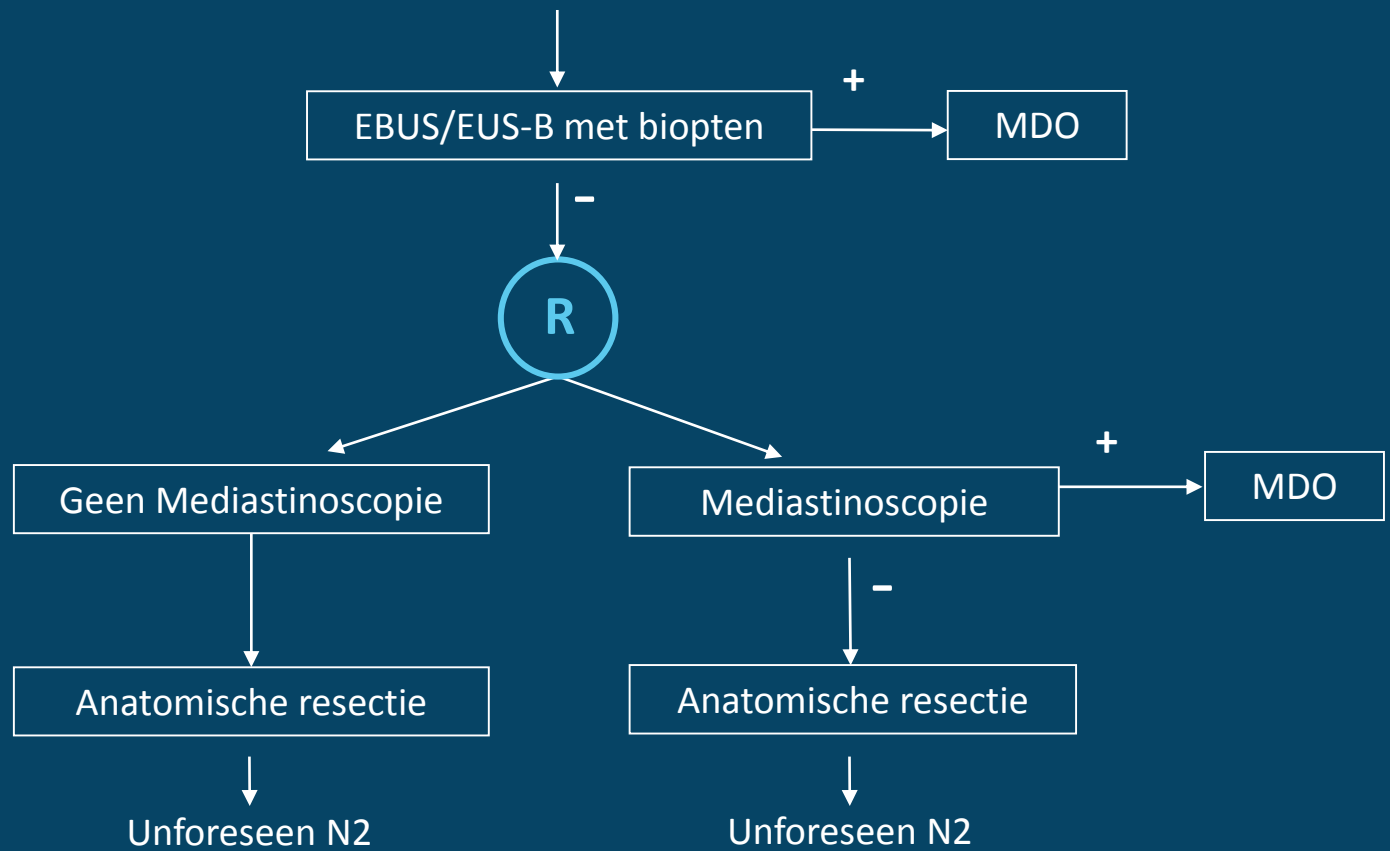 +
EBUS/EUS-B met biopten
MDO
−
R
+
Geen Mediastinoscopie
Mediastinoscopie
MDO
−
Anatomische resectie
Anatomische resectie
Unforeseen N2
Unforeseen N2